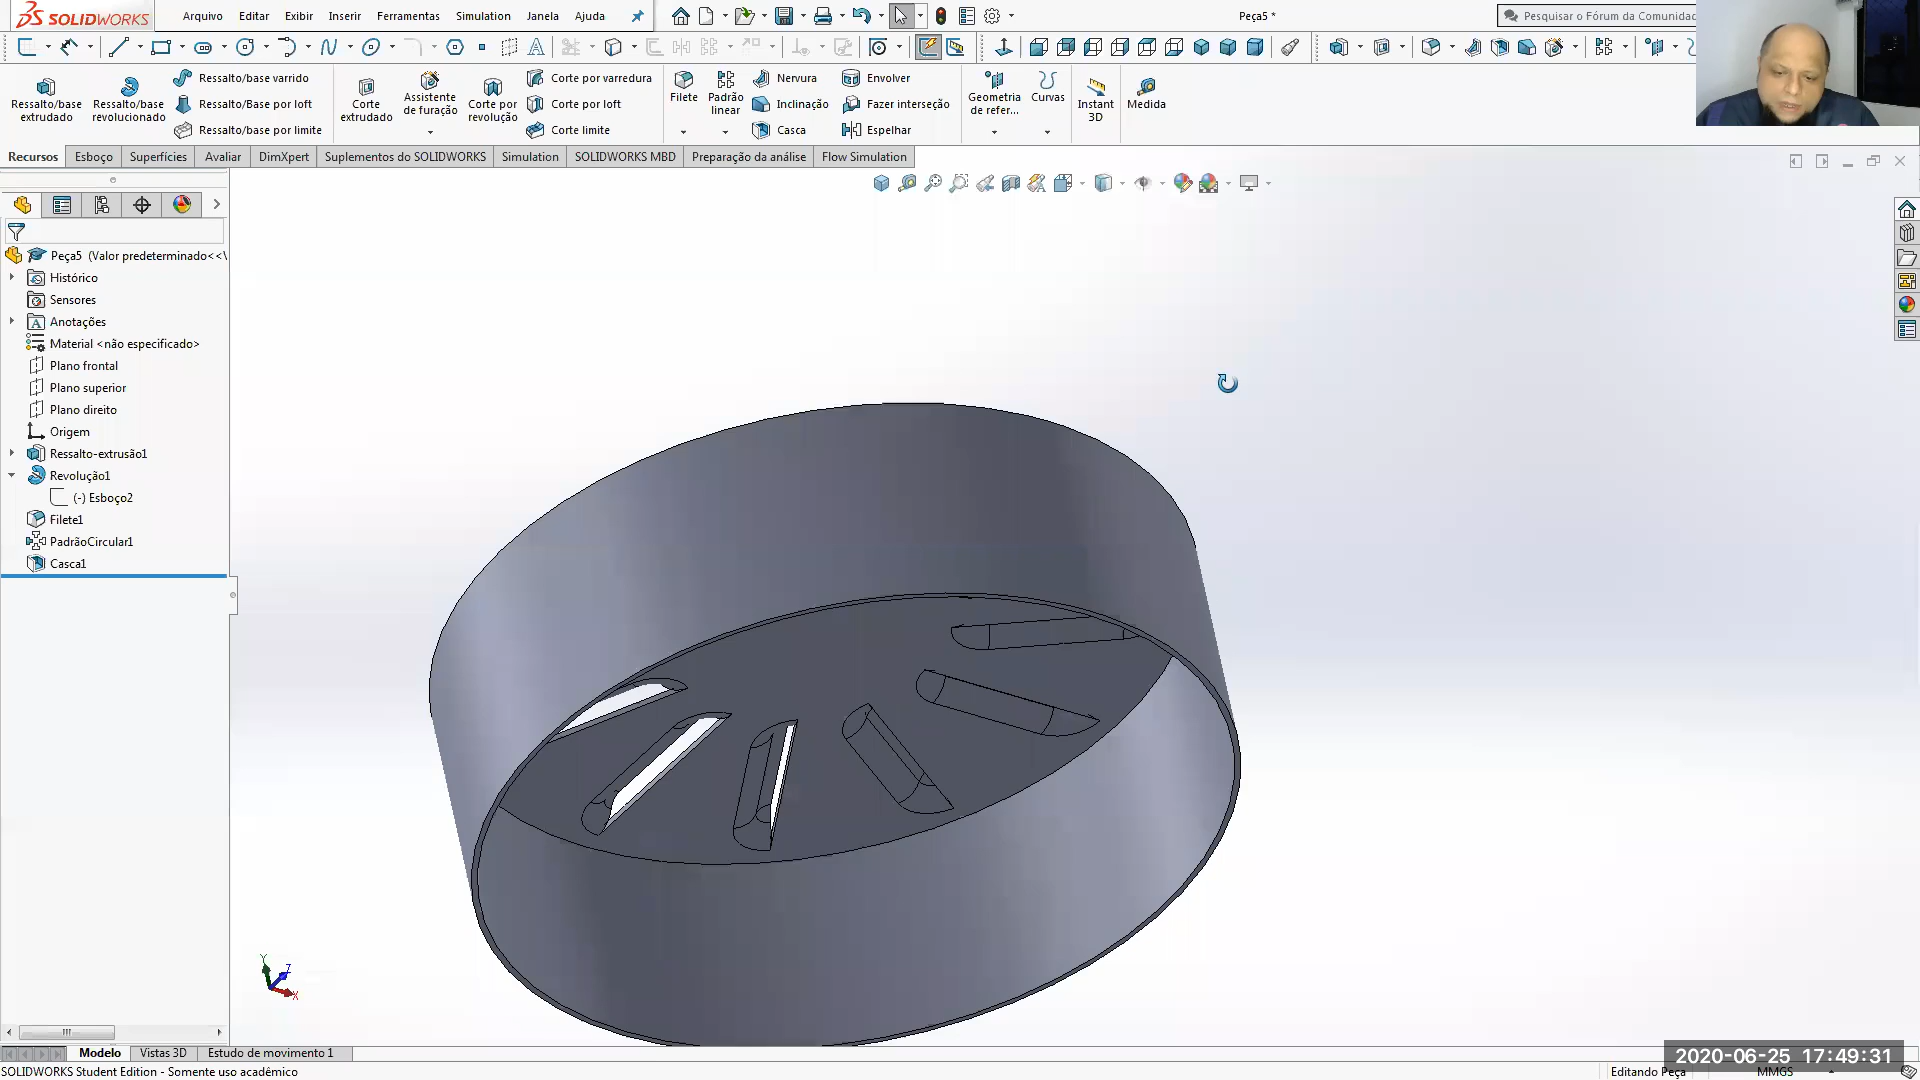 SOLIDWORKS
Arquivo Editar Exibir Inserir Ferramentas Simulation Janela Ajuda
Peça5 *
Pesquisar o Fórum da Comunidac
Ressalto/base extrudado
Ressalto/base revolucionado
Ressalto/base varrido
Ressalto/Base por loft
Ressalto/base por limite
Corte extrudado
Assistente de furação
Corte por revolução
Corte por varredura
Corte por loft
Corte limite
Filete
Padrão linear
Nervura
Inclinação
Casca
Envolver
Fazer interseção
Espelhar
Geometria de refer...
Curvas
Instant 3D
Medida
Recursos Esboço Superfícies Avaliar DimXpert Suplementos do SOLIDWORKS Simulation SOLIDWORKS MBD Preparação da análise Flow Simulation
Peça5 (Valor predeterminado<<\
Histórico
Sensores
Anotações
Material <não especificado>
Plano frontal
Plano superior
Plano direito
Origem
Ressalto-extrusão1
Revolução1
(-) Esboço2
Filete1
PadrãoCircular1
Casca1
Y
Z
X
Modelo Vistas 3D Estudo de movimento 1
2020-06-25 17:49:31
SOLIDWORKS Student Edition - Somente uso acadêmico
Editando Peça
MMGS